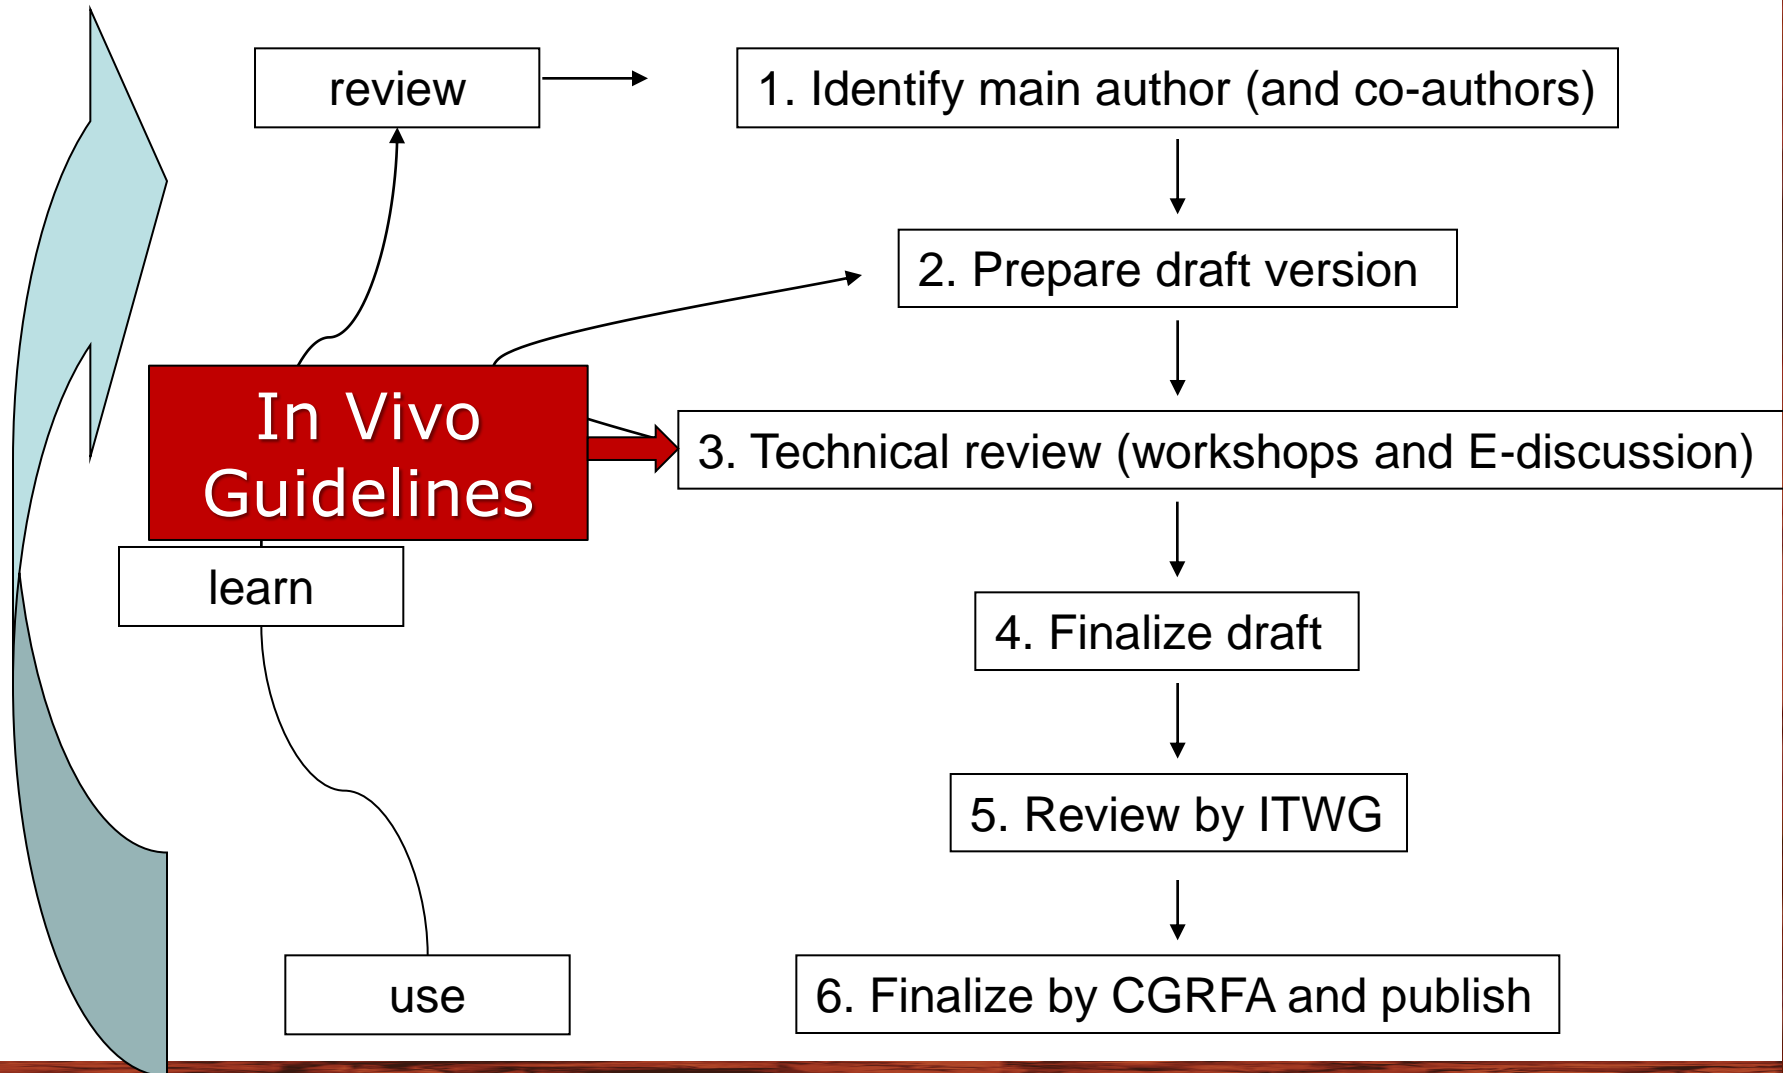 review
1. Identify main author (and co-authors)
2. Prepare draft version
In Vivo
Guidelines
3. Technical review (workshops and E-discussion)
learn
4. Finalize draft
5. Review by ITWG
use
6. Finalize by CGRFA and publish